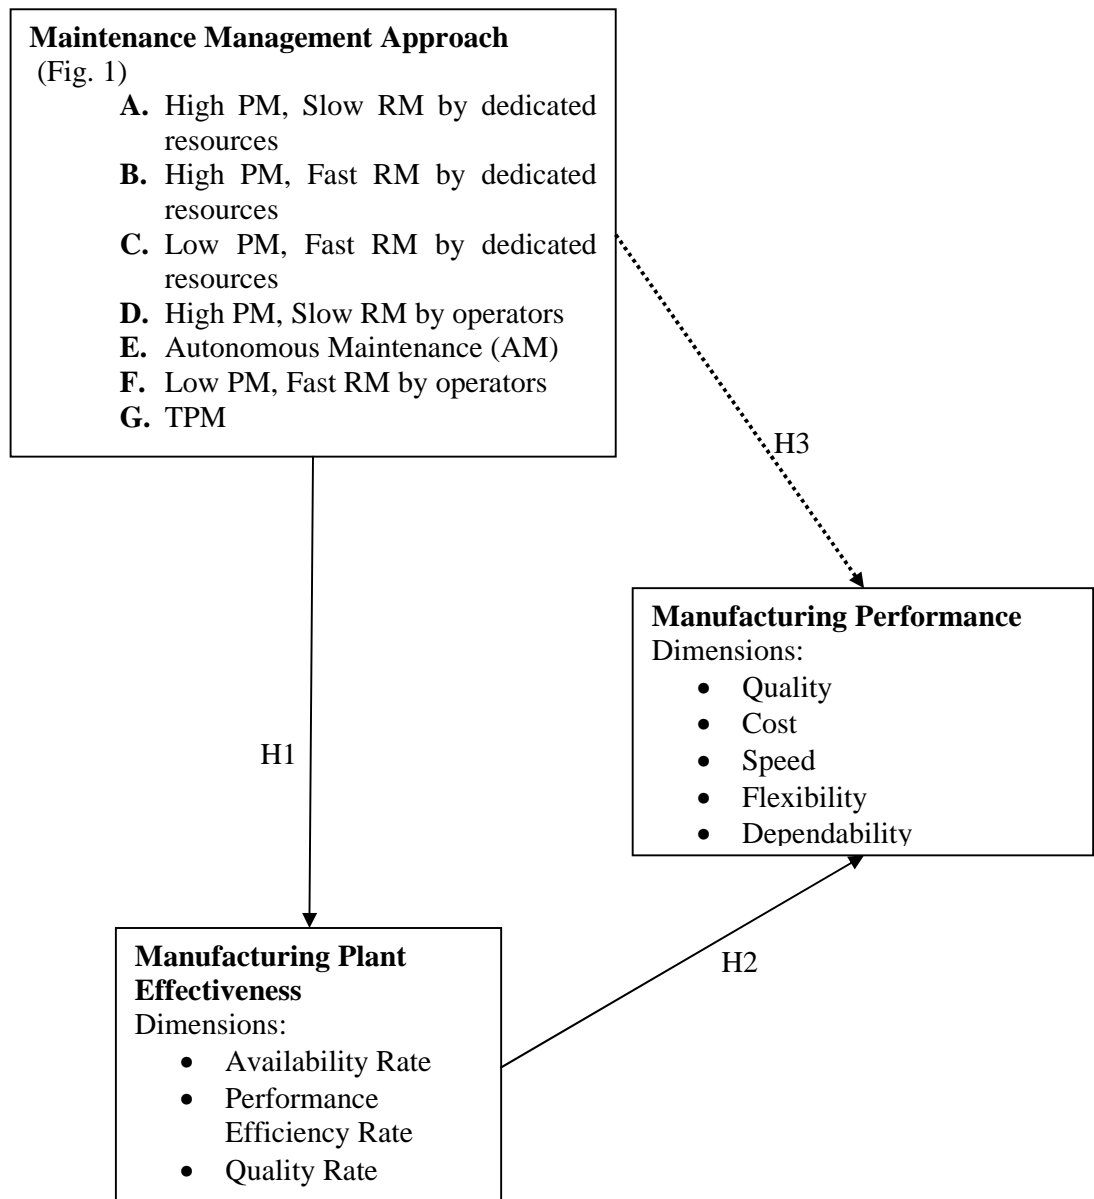 Maintenance Management Approach
(Fig. 1)
A. High PM, Slow RM by dedicated
resources
B. High PM, Fast RM by dedicated
resources
C. Low PM, Fast RM by dedicated
resources
D. High PM, Slow RM by operators
E. Autonomous Maintenance (AM)
F. Low PM, Fast RM by operators
G. TPM
H3
Manufacturing Performance
Dimensions:
• Quality
• Cost
• Speed
• Flexibility
• Dependability
H1
H2
Manufacturing Plant
Effectiveness
Dimensions:
• Availability Rate
• Performance
Efficiency Rate
• Quality Rate